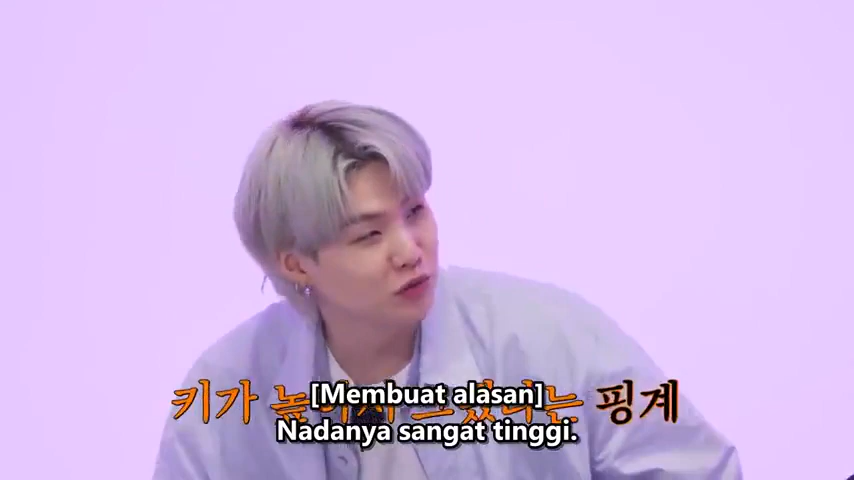 키가 핑계
[Membuat alasan]
Nadanya sangat tinggi.